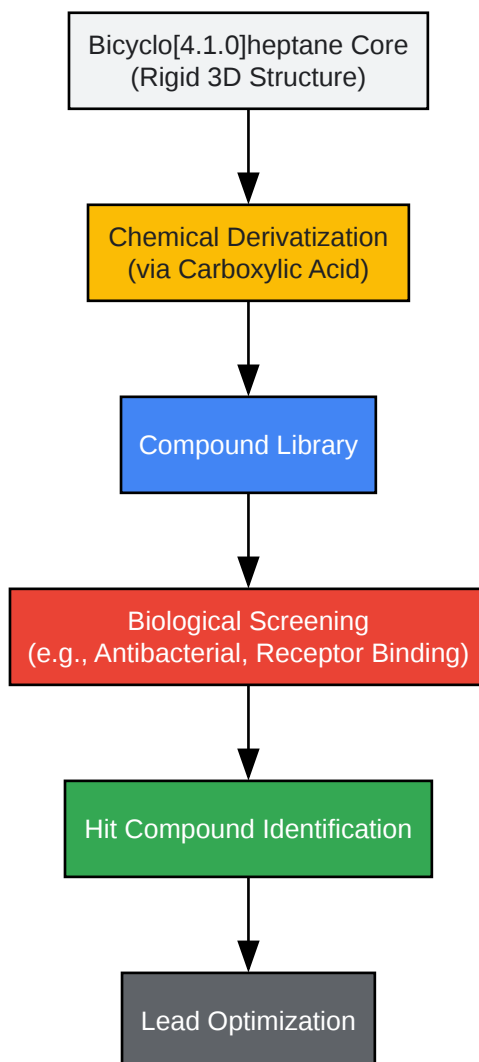 Bicyclo[4.1.0]heptane Core
(Rigid 3D Structure)
Chemical Derivatization
(via Carboxylic Acid)
Compound Library
Biological Screening
(e.g., Antibacterial, Receptor Binding)
Hit Compound Identification
Lead Optimization